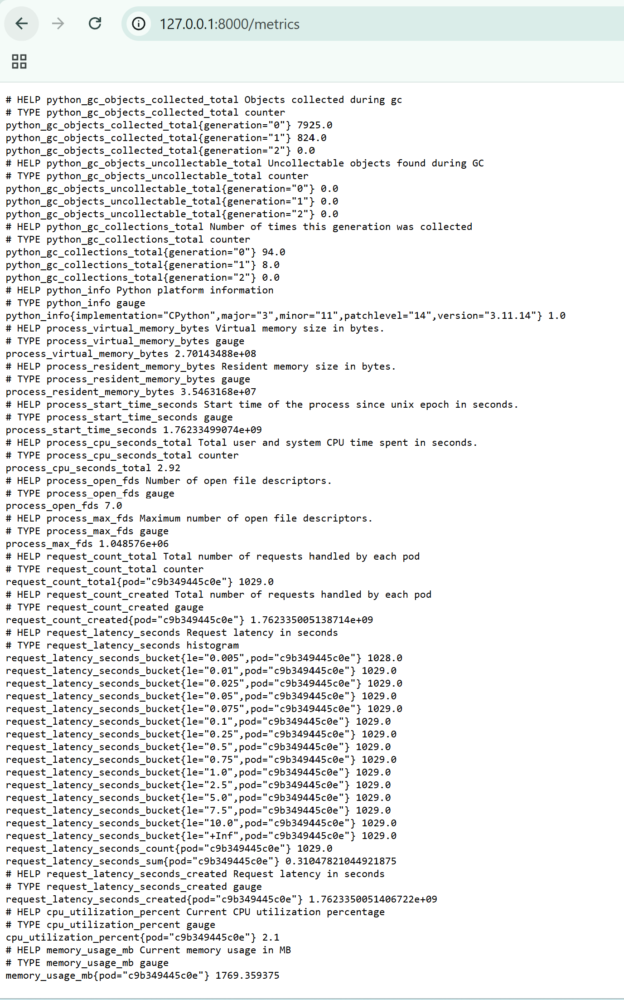 127.0.0.1:8000/metrics
# HELP python_gc_objects_collected_total Objects collected during gc
# TYPE python_gc_objects_collected_total counter
python_gc_objects_collected_total{generation="0"} 7925.0
python_gc_objects_collected_total{generation="1"} 824.0
python_gc_objects_collected_total{generation="2"} 0.0
# HELP python_gc_objects_uncollectable_total Uncollectable objects found during GC
# TYPE python_gc_objects_uncollectable_total counter
python_gc_objects_uncollectable_total{generation="0"} 0.0
python_gc_objects_uncollectable_total{generation="1"} 0.0
python_gc_objects_uncollectable_total{generation="2"} 0.0
# HELP python_gc_collections_total Number of times this generation was collected
# TYPE python_gc_collections_total counter
python_gc_collections_total{generation="0"} 94.0
python_gc_collections_total{generation="1"} 8.0
python_gc_collections_total{generation="2"} 0.0
# HELP python_info Python platform information
# TYPE python_info gauge
python_info{implementation="CPython",major="3",minor="11",patchlevel="14",version="3.11.14"} 1.0
# HELP process_virtual_memory_bytes Virtual memory size in bytes.
# TYPE process_virtual_memory_bytes gauge
process_virtual_memory_bytes 2.70143488e+08
# HELP process_resident_memory_bytes Resident memory size in bytes.
# TYPE process_resident_memory_bytes gauge
process_resident_memory_bytes 3.5463168e+07
# HELP process_start_time_seconds Start time of the process since unix epoch in seconds.
# TYPE process_start_time_seconds gauge
process_start_time_seconds 1.76233499074e+09
# HELP process_cpu_seconds_total Total user and system CPU time spent in seconds.
# TYPE process_cpu_seconds_total counter
process_cpu_seconds_total 2.92
# HELP process_open_fds Number of open file descriptors.
# TYPE process_open_fds gauge
process_open_fds 7.0
# HELP process_max_fds Maximum number of open file descriptors.
# TYPE process_max_fds gauge
process_max_fds 1.048576e+06
# HELP request_count_total Total number of requests handled by each pod
# TYPE request_count_total counter
request_count_total{pod="c9b349445c0e"} 1029.0
# HELP request_count_created Total number of requests handled by each pod
# TYPE request_count_created gauge
request_count_created{pod="c9b349445c0e"} 1.762335005138714e+09
# HELP request_latency_seconds Request latency in seconds
# TYPE request_latency_seconds histogram
request_latency_seconds_bucket{le="0.005",pod="c9b349445c0e"} 1028.0
request_latency_seconds_bucket{le="0.01",pod="c9b349445c0e"} 1029.0
request_latency_seconds_bucket{le="0.025",pod="c9b349445c0e"} 1029.0
request_latency_seconds_bucket{le="0.05",pod="c9b349445c0e"} 1029.0
request_latency_seconds_bucket{le="0.075",pod="c9b349445c0e"} 1029.0
request_latency_seconds_bucket{le="0.1",pod="c9b349445c0e"} 1029.0
request_latency_seconds_bucket{le="0.25",pod="c9b349445c0e"} 1029.0
request_latency_seconds_bucket{le="0.5",pod="c9b349445c0e"} 1029.0
request_latency_seconds_bucket{le="0.75",pod="c9b349445c0e"} 1029.0
request_latency_seconds_bucket{le="1.0",pod="c9b349445c0e"} 1029.0
request_latency_seconds_bucket{le="2.5",pod="c9b349445c0e"} 1029.0
request_latency_seconds_bucket{le="5.0",pod="c9b349445c0e"} 1029.0
request_latency_seconds_bucket{le="7.5",pod="c9b349445c0e"} 1029.0
request_latency_seconds_bucket{le="10.0",pod="c9b349445c0e"} 1029.0
request_latency_seconds_bucket{le="+Inf",pod="c9b349445c0e"} 1029.0
request_latency_seconds_count{pod="c9b349445c0e"} 1029.0
request_latency_seconds_sum{pod="c9b349445c0e"} 0.31047821044921875
# HELP request_latency_seconds_created Request latency in seconds
# TYPE request_latency_seconds_created gauge
request_latency_seconds_created{pod="c9b349445c0e"} 1.7623350051406722e+09
# HELP cpu_utilization_percent Current CPU utilization percentage
# TYPE cpu_utilization_percent gauge
cpu_utilization_percent{pod="c9b349445c0e"} 2.1
# HELP memory_usage_mb Current memory usage in MB
# TYPE memory_usage_mb gauge
memory_usage_mb{pod="c9b349445c0e"} 1769.359375